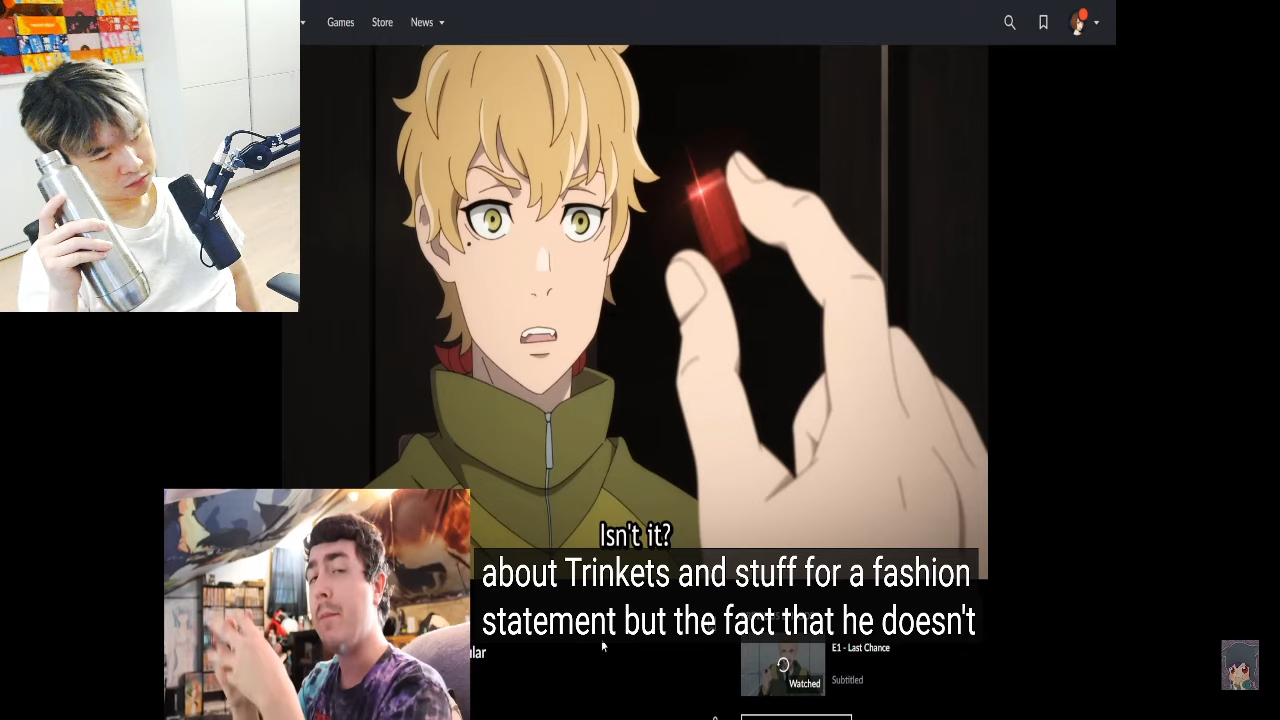 Games Store News
Isn't it?
about Trinkets and stuff for a fashion
statement but the fact that he doesn't
ular
E1 - Last Chance
Watched
Subtitled